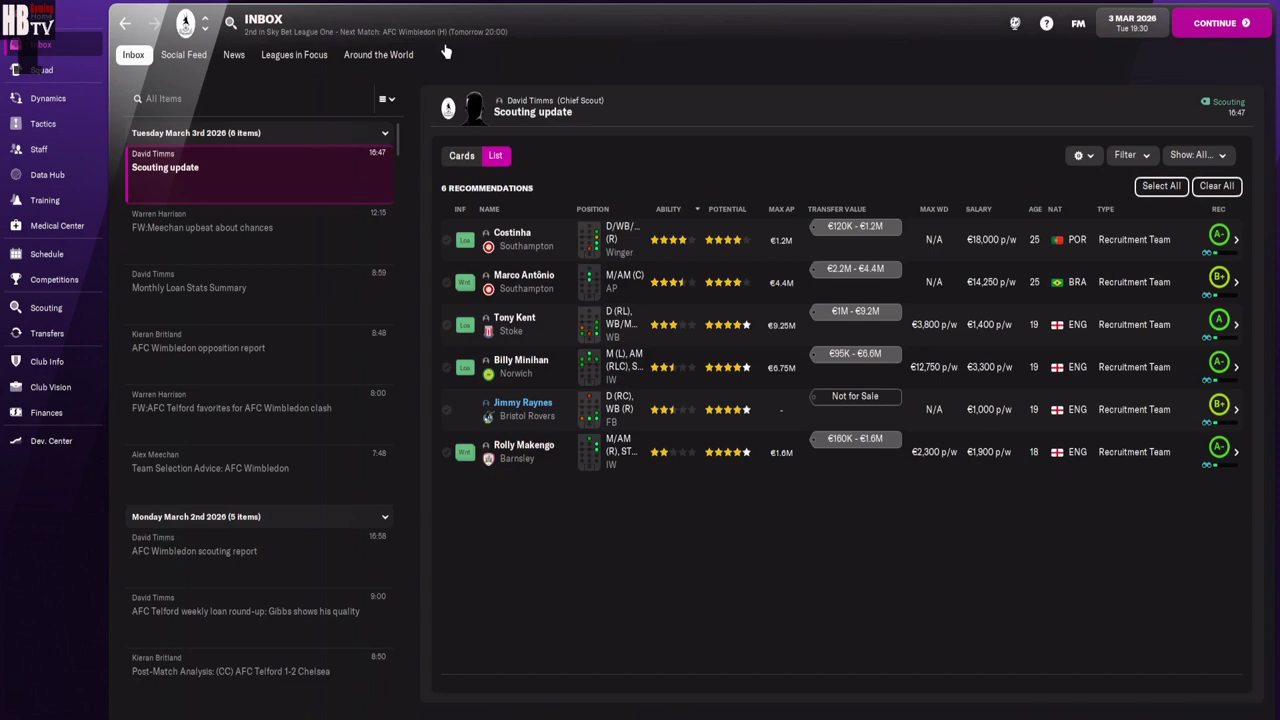 HB Gaming
Home
TV
INBOX
2nd in Sky Bet League One - Next Match: AFC Wimbledon (H) (Tomorrow 20:00)
FM
3 MAR 2026
Tue 19:30
CONTINUE
Inbox
Squad
Dynamics
Tactics
Staff
Data Hub
Training
Medical Center
Schedule
Competitions
Scouting
Transfers
Club Info
Club Vision
Finances
Dev. Center
Inbox Social Feed News Leagues in Focus Around the World
All Items
Tuesday March 3rd 2026 (6 items)
David Timms 16:47
Scouting update
Warren Harrison 12:15
FW:Meechan upbeat about chances
David Timms 8:59
Monthly Loan Stats Summary
Kieran Britland 8:48
AFC Wimbledon opposition report
Warren Harrison 8:00
FW:AFC Telford favorites for AFC Wimbledon clash
Alex Meechan 7:48
Team Selection Advice: AFC Wimbledon
Monday March 2nd 2026 (5 items)
David Timms 16:58
AFC Wimbledon scouting report
David Timms 9:00
AFC Telford weekly loan round-up: Gibbs shows his quality
Kieran Britland 8:50
Post-Match Analysis: (CC) AFC Telford 1-2 Chelsea
David Timms (Chief Scout)
Scouting update
Scouting
16:47
Cards List
Filter
Show: All...
6 RECOMMENDATIONS
Select All Clear All
INF NAME POSITION ABILITY POTENTIAL MAX AP TRANSFER VALUE MAX WD SALARY AGE NAT TYPE REC
Loa Costinha Southampton D/WB/... (R) Winger €1.2M €120K - €1.2M N/A €18,000 p/w 25 POR Recruitment Team A-
Wnt Marco Antônio Southampton M/AM (C) AP €4.4M €2.2M - €4.4M N/A €14,250 p/w 25 BRA Recruitment Team B+
Loa Tony Kent Stoke D (RL), WB/M... WB €9.25M €1M - €9.2M €3,800 p/w €1,400 p/w 19 ENG Recruitment Team A
Loa Billy Minihan Norwich M (L), AM (RLC), S... IW €6.75M €95K - €6.6M €12,750 p/w €3,300 p/w 19 ENG Recruitment Team A-
Jimmy Raynes Bristol Rovers D (RC), WB (R) FB - Not for Sale N/A €1,000 p/w 19 ENG Recruitment Team B+
Wnt Rolly Makengo Barnsley M/AM (R), ST... IW €1.6M €160K - €1.6M €2,300 p/w €1,900 p/w 18 ENG Recruitment Team A-